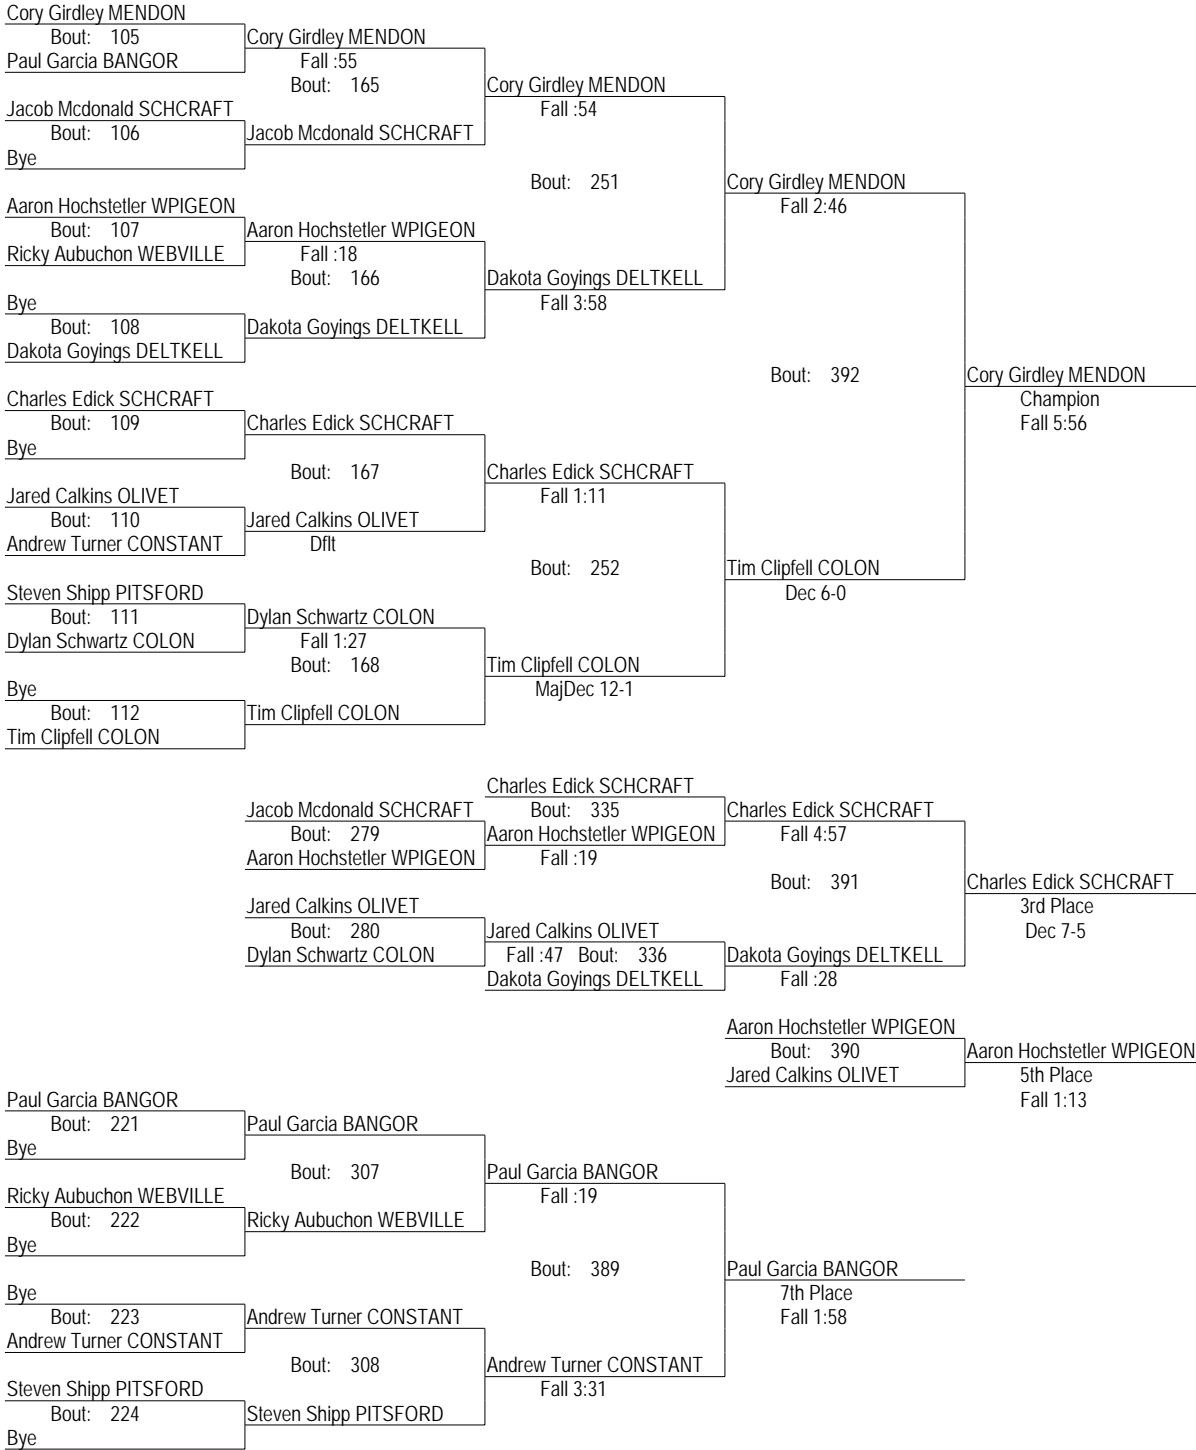 Cory Girdley MENDON
Bout: 105
Cory Girdley MENDON
Paul Garcia BANGOR
Fall :55
Bout: 165
Cory Girdley MENDON
Jacob Mcdonald SCHCRAFT
Fall :54
Bout: 106
Jacob Mcdonald SCHCRAFT
Bye
Bout: 251
Cory Girdley MENDON
Aaron Hochstetler WPIGEON
Fall 2:46
Bout: 107
Aaron Hochstetler WPIGEON
Ricky Aubuchon WEBVILLE
Fall :18
Bout: 166
Dakota Goyings DELTKELL
Bye
Fall 3:58
Bout: 108
Dakota Goyings DELTKELL
Dakota Goyings DELTKELL
Bout: 392
Cory Girdley MENDON
Charles Edick SCHCRAFT
Champion
Bout: 109
Charles Edick SCHCRAFT
Fall 5:56
Bye
Bout: 167
Charles Edick SCHCRAFT
Jared Calkins OLIVET
Fall 1:11
Bout: 110
Jared Calkins OLIVET
Andrew Turner CONSTANT
Dflt
Bout: 252
Tim Clipfell COLON
Steven Shipp PITSFORD
Dec 6-0
Bout: 111
Dylan Schwartz COLON
Dylan Schwartz COLON
Fall 1:27
Bout: 168
Tim Clipfell COLON
Bye
MajDec 12-1
Bout: 112
Tim Clipfell COLON
Tim Clipfell COLON
Charles Edick SCHCRAFT
Jacob Mcdonald SCHCRAFT
Bout: 335
Charles Edick SCHCRAFT
Bout: 279
Aaron Hochstetler WPIGEON
Fall 4:57
Aaron Hochstetler WPIGEON
Fall :19
Bout: 391
Charles Edick SCHCRAFT
Jared Calkins OLIVET
3rd Place
Bout: 280
Jared Calkins OLIVET
Dec 7-5
Dylan Schwartz COLON
Fall :47 Bout: 336
Dakota Goyings DELTKELL
Dakota Goyings DELTKELL
Fall :28
Aaron Hochstetler WPIGEON
Bout: 390
Aaron Hochstetler WPIGEON
Jared Calkins OLIVET
5th Place
Paul Garcia BANGOR
Fall 1:13
Bout: 221
Paul Garcia BANGOR
Bye
Bout: 307
Paul Garcia BANGOR
Ricky Aubuchon WEBVILLE
Fall :19
Bout: 222
Ricky Aubuchon WEBVILLE
Bye
Bout: 389
Paul Garcia BANGOR
Bye
7th Place
Bout: 223
Andrew Turner CONSTANT
Fall 1:58
Andrew Turner CONSTANT
Bout: 308
Andrew Turner CONSTANT
Steven Shipp PITSFORD
Fall 3:31
Bout: 224
Steven Shipp PITSFORD
Bye